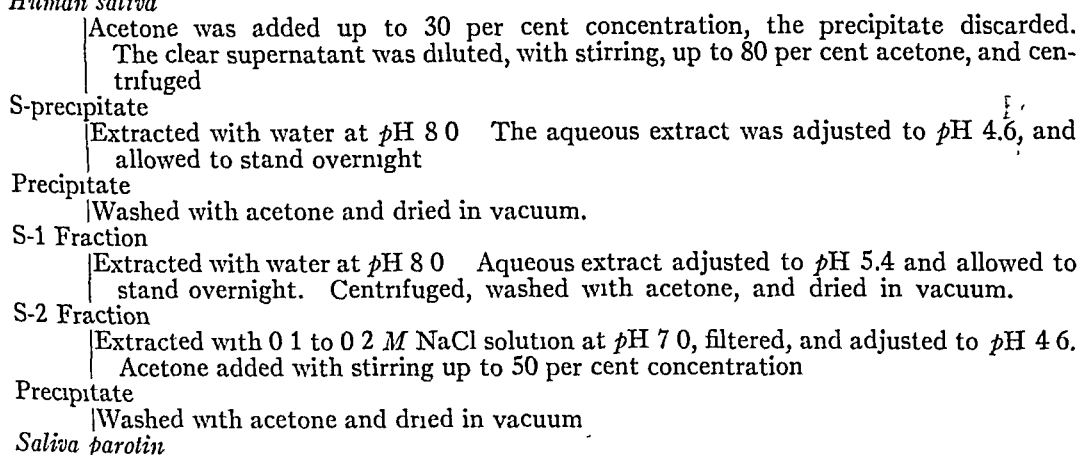 Human saliva
Acetone was added up to 30 per cent concentration, the precipitate discarded.
The clear supernatant was diluted, with stirring, up to 80 per cent acetone, and cen-
trifuged
S-precipitate
Extracted with water at pH 8 0 The aqueous extract was adjusted to pH 4.6, and
allowed to stand overnight
Precipitate
Washed with acetone and dried in vacuum.
S-1 Fraction
Extracted with water at pH 8 0 Aqueous extract adjusted to pH 5.4 and allowed to
stand overnight. Centrifuged, washed with acetone, and dried in vacuum.
S-2 Fraction
Extracted with 0 1 to 0 2 M NaCl solution at pH 7 0, filtered, and adjusted to pH 4 6.
Acetone added with stirring up to 50 per cent concentration
Precipitate
Washed with acetone and dried in vacuum
Saliva parotin